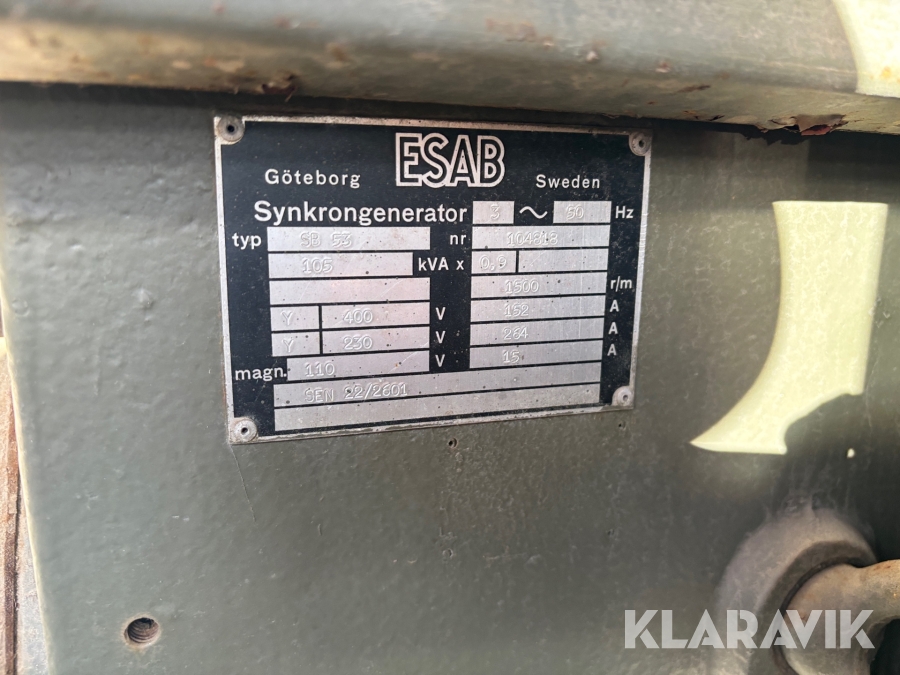 ESAB
Göteborg Sweden
Synkrongenerator 3 ~ 50 Hz
typ SB 53 nr 104818
105 kVA x 0,9
1500 r/m
Y 400 V 152 A
Y 230 V 264 A
magn. 110 V 15 A
SEN 22/2601
KLARAVIK